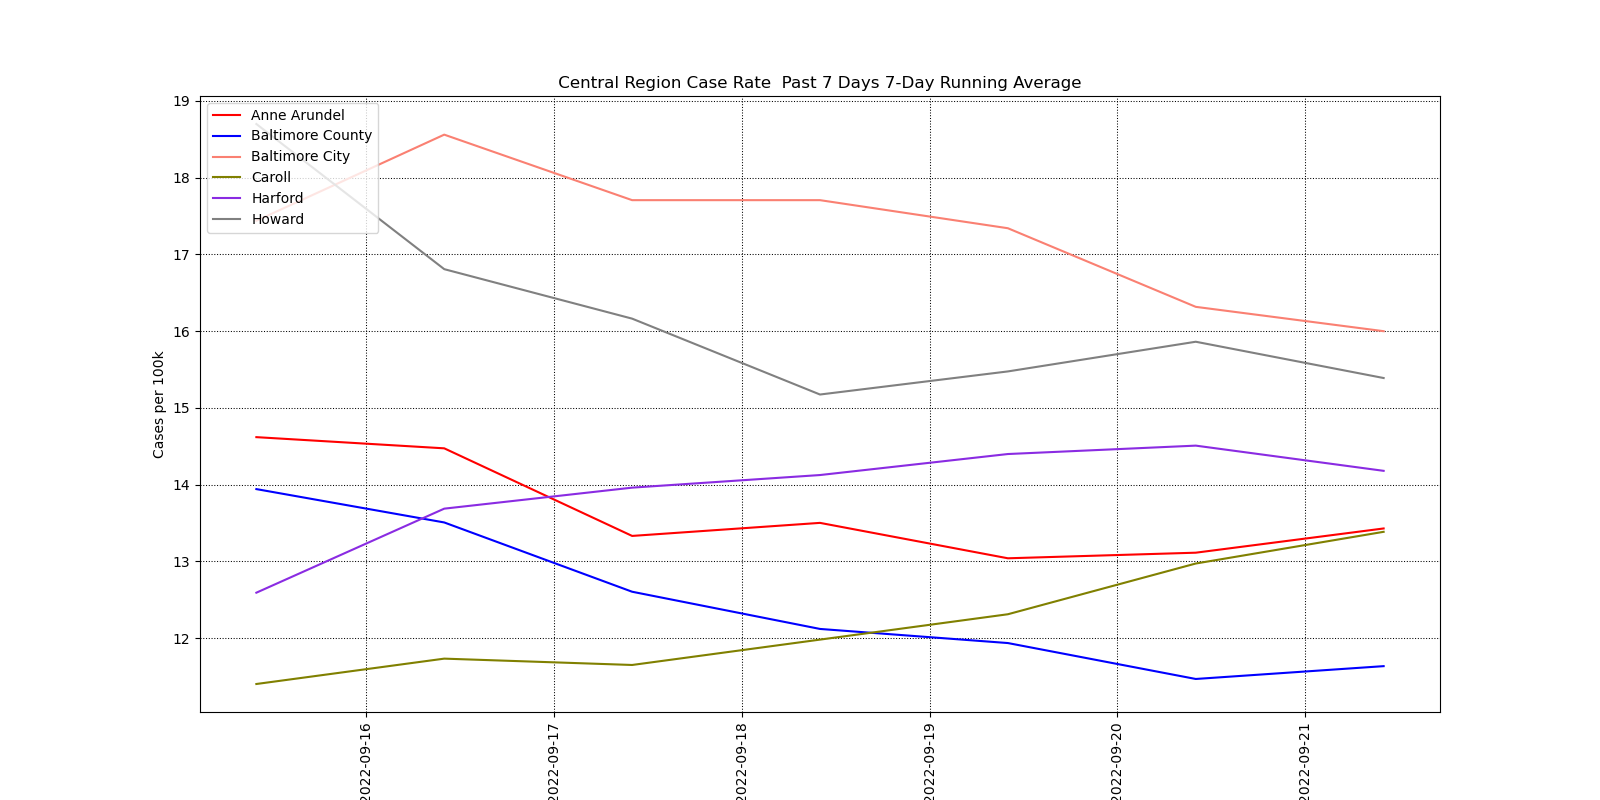 Central Region Case Rate  Past 7 Days 7-Day Running Average
Cases per 100k
19
18
17
16
15
14
13
12
Anne Arundel
Baltimore County
Baltimore City
Caroll
Harford
Howard
2022-09-16
2022-09-17
2022-09-18
2022-09-19
2022-09-20
2022-09-21